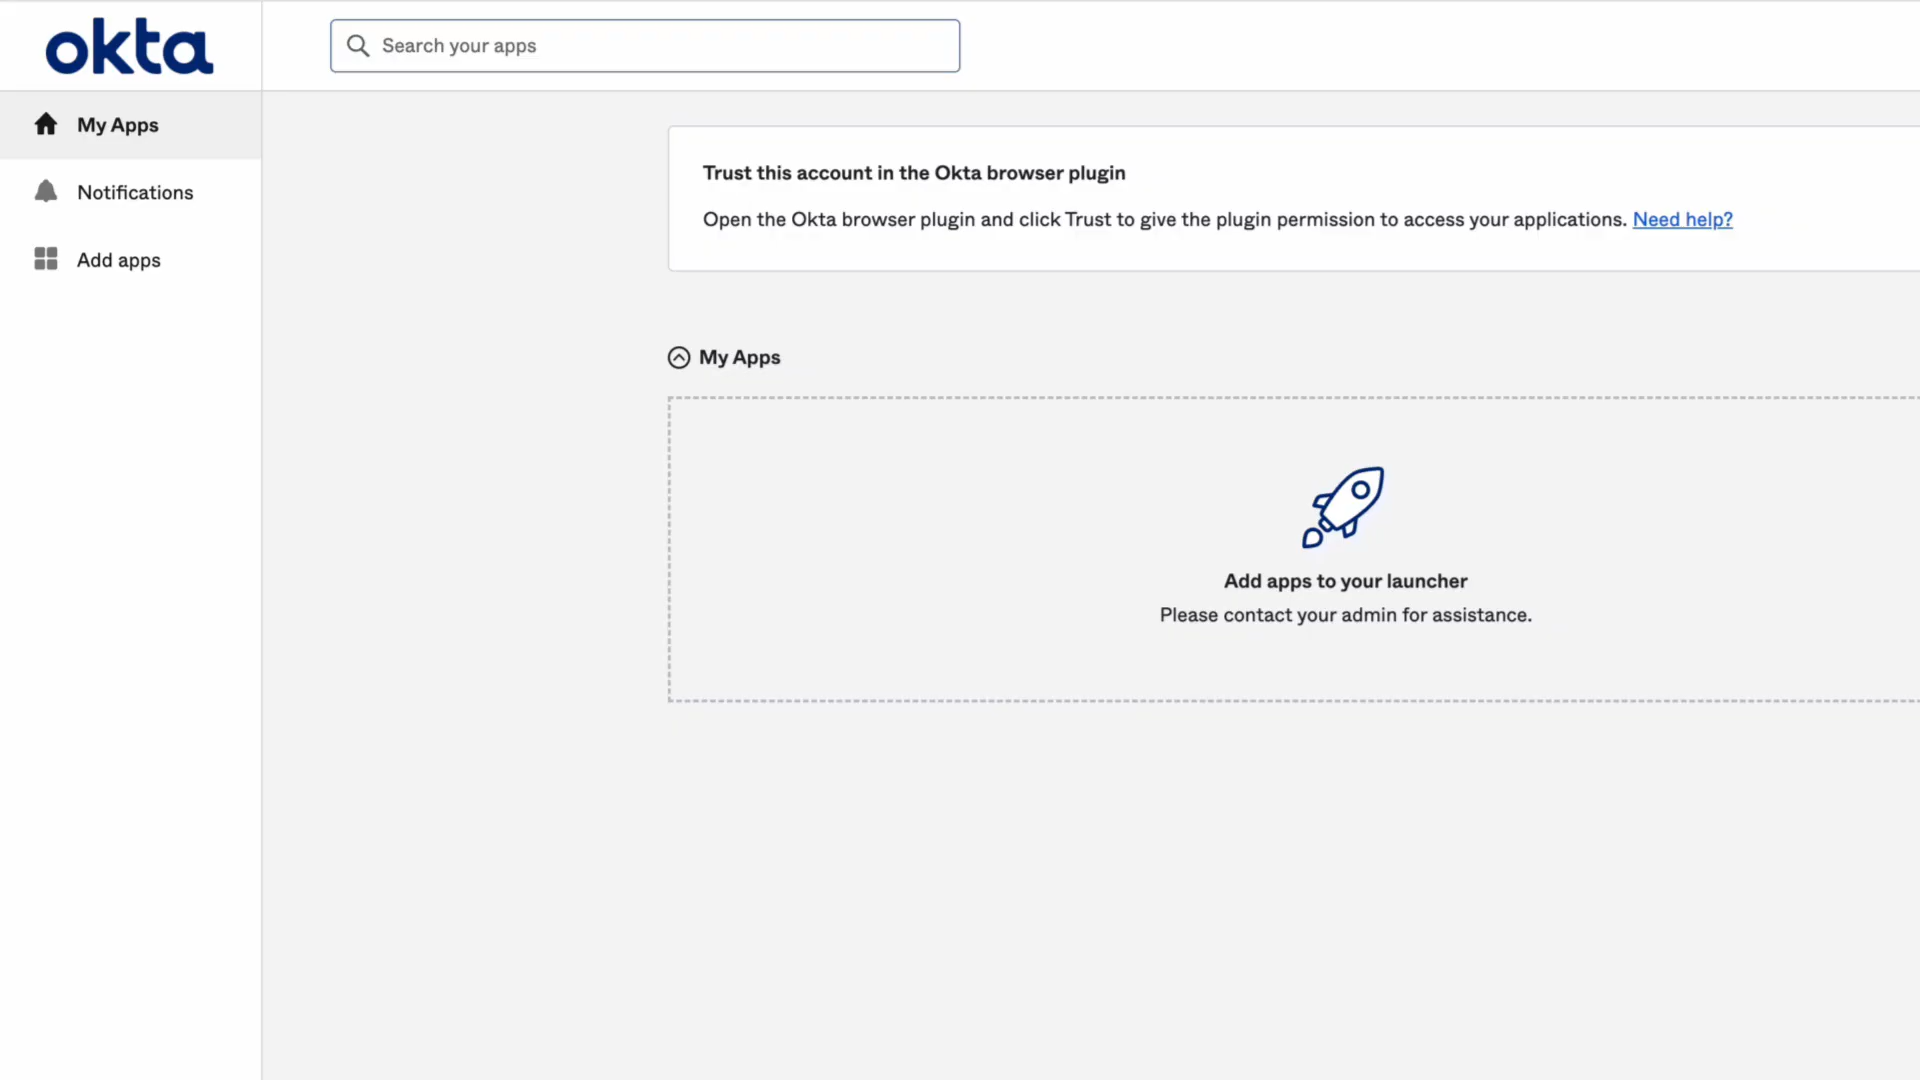 okta
Search your apps
My Apps
Notifications
Add apps
Trust this account in the Okta browser plugin
Open the Okta browser plugin and click Trust to give the plugin permission to access your applications. Need help?
My Apps
Add apps to your launcher
Please contact your admin for assistance.